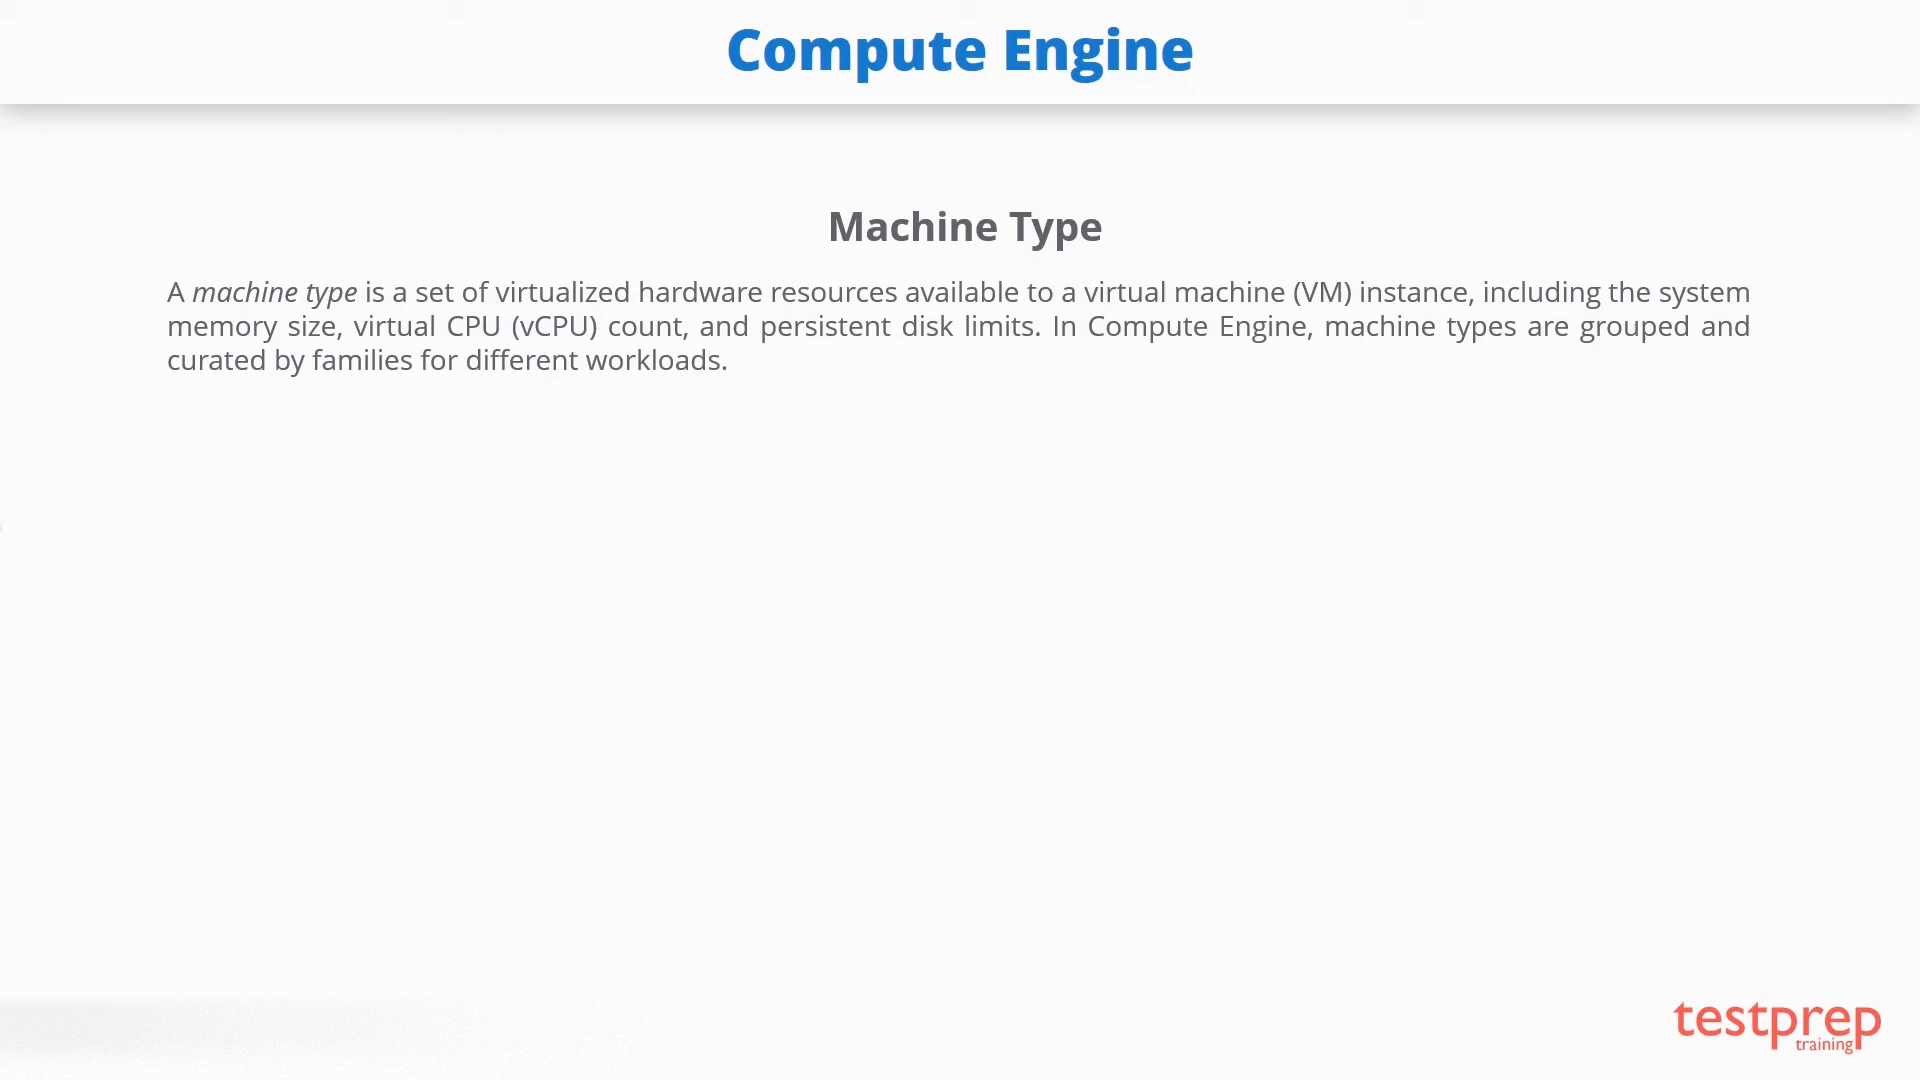 Compute Engine
Machine Type
A machine type is a set of virtualized hardware resources available to a virtual machine (VM) instance, including the system
memory size, virtual CPU (vCPU) count, and persistent disk limits. In Compute Engine, machine types are grouped and
curated by families for different workloads.
testprep
training